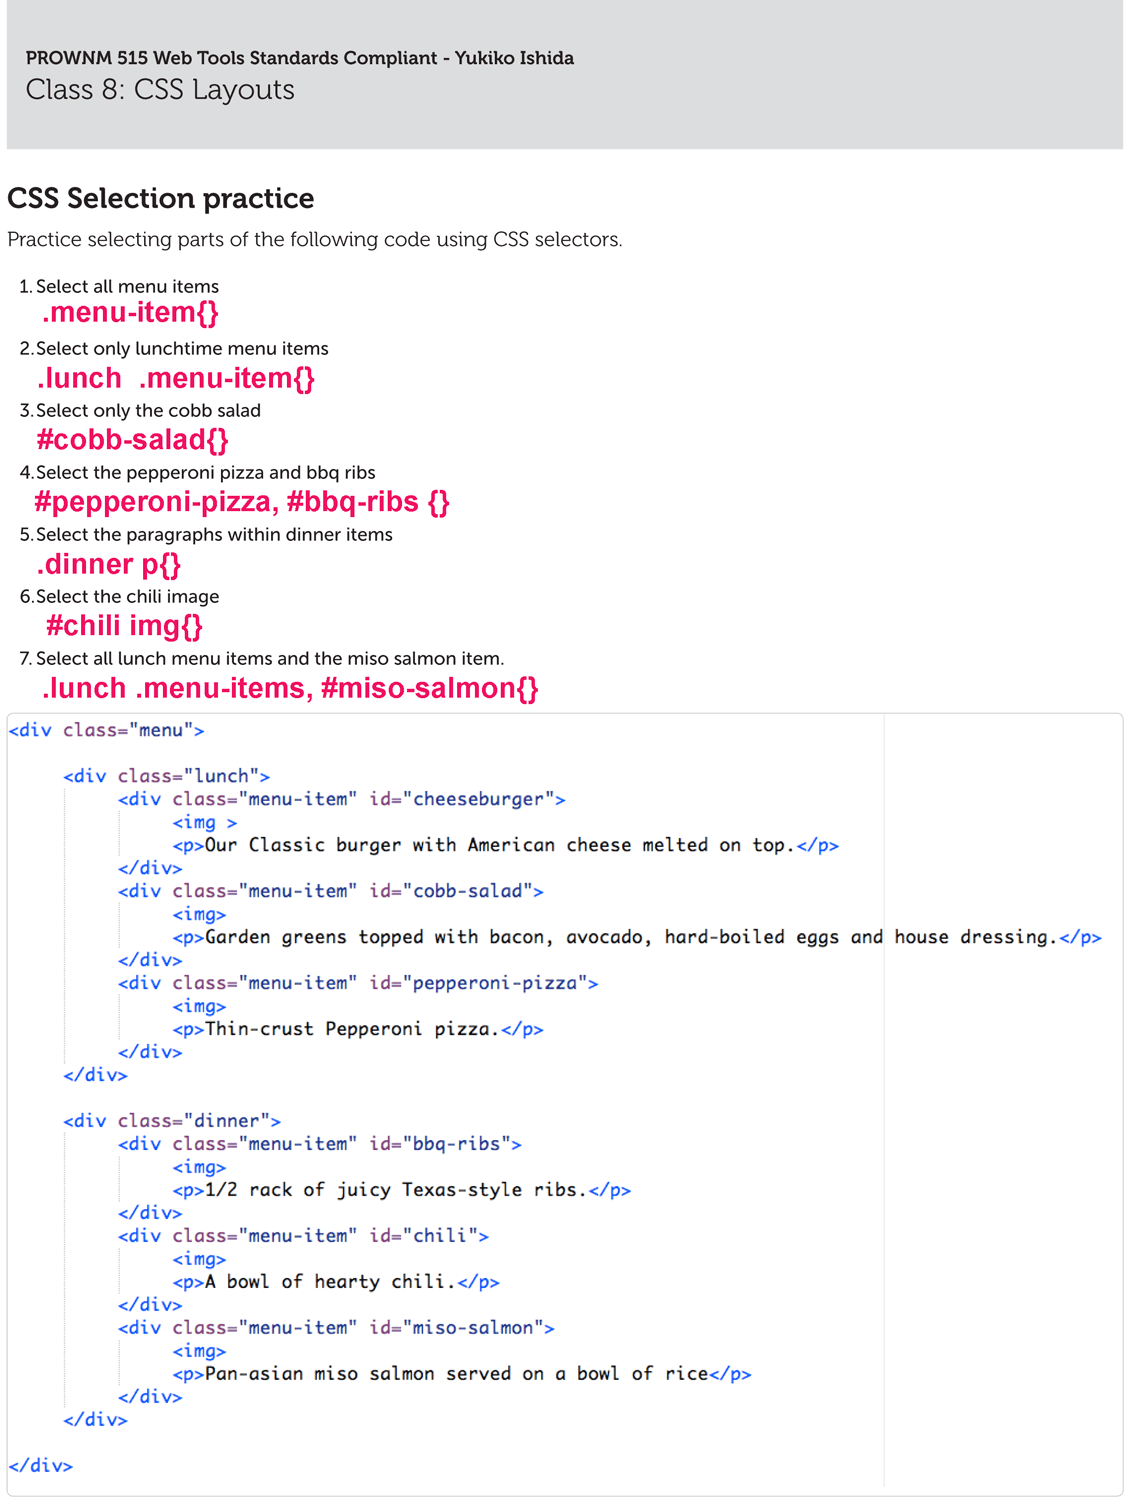 PROWNM 515 Web Tools Standards Compliant - Yukiko Ishida
Class 8: CSS Layouts
CSS Selection practice
Practice selecting parts of the following code using CSS selectors.
1. Select all menu items
.menu-item{}
2. Select only lunchtime menu items
.lunch .menu-item{}
3. Select only the cobb salad
#cobb-salad{}
4. Select the pepperoni pizza and bbq ribs
#pepperoni-pizza, #bbq-ribs {}
5. Select the paragraphs within dinner items
.dinner p{}
6. Select the chili image
#chili img{}
7. Select all lunch menu items and the miso salmon item.
.lunch .menu-items, #miso-salmon{}
<div class="menu">
<div class="lunch">
<div class="menu-item" id="cheeseburger">
<img >
<p>Our Classic burger with American cheese melted on top.</p>
</div>
<div class="menu-item" id="cobb-salad">
<img>
<p>Garden greens topped with bacon, avocado, hard-boiled eggs and house dressing.</p>
</div>
<div class="menu-item" id="pepperoni-pizza">
<img>
<p>Thin-crust Pepperoni pizza.</p>
</div>
</div>
<div class="dinner">
<div class="menu-item" id="bbq-ribs">
<img>
<p>1/2 rack of juicy Texas-style ribs.</p>
</div>
<div class="menu-item" id="chili">
<img>
<p>A bowl of hearty chili.</p>
</div>
<div class="menu-item" id="miso-salmon">
<img>
<p>Pan-asian miso salmon served on a bowl of rice</p>
</div>
</div>
</div>